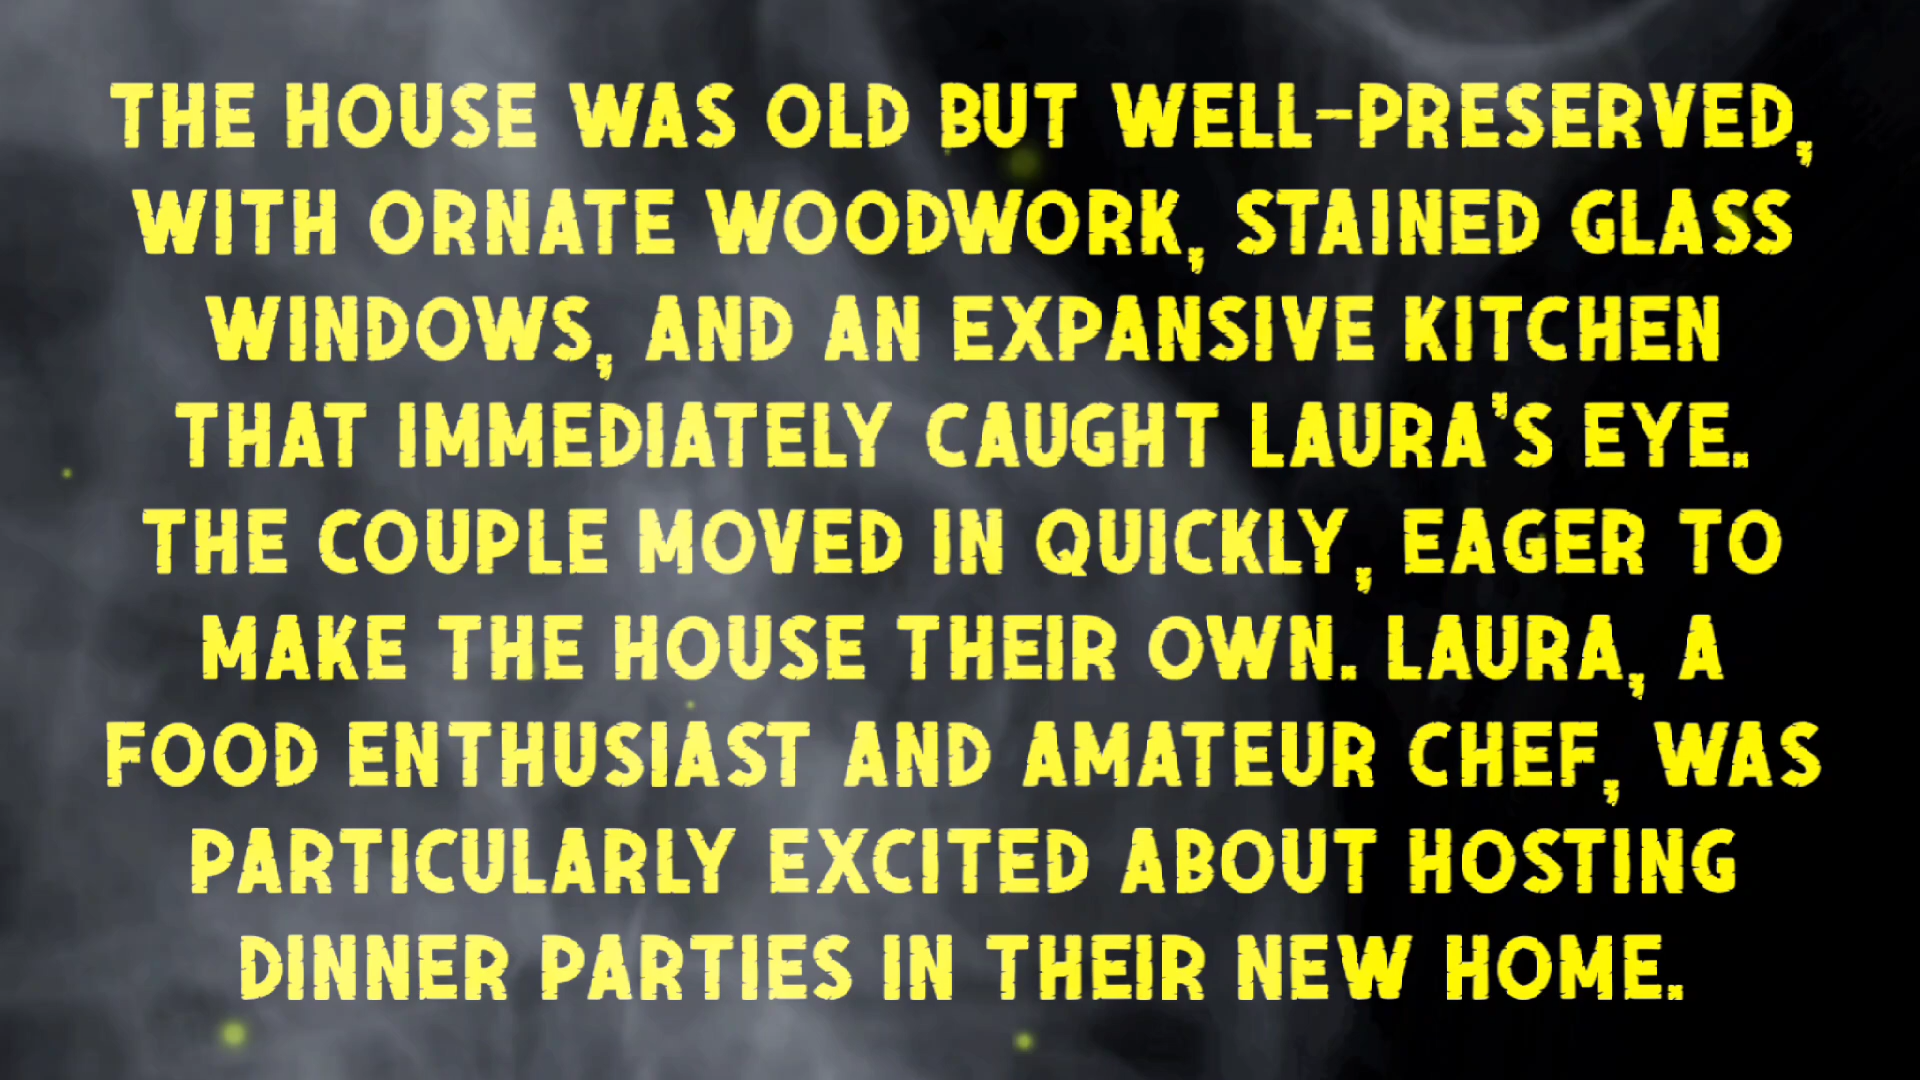 THE HOUSE WAS OLD BUT WELL-PRESERVED,
WITH ORNATE WOODWORK, STAINED GLASS
WINDOWS, AND AN EXPANSIVE KITCHEN
THAT IMMEDIATELY CAUGHT LAURA'S EYE.
THE COUPLE MOVED IN QUICKLY, EAGER TO
MAKE THE HOUSE THEIR OWN. LAURA, A
FOOD ENTHUSIAST AND AMATEUR CHEF, WAS
PARTICULARLY EXCITED ABOUT HOSTING
DINNER PARTIES IN THEIR NEW HOME.